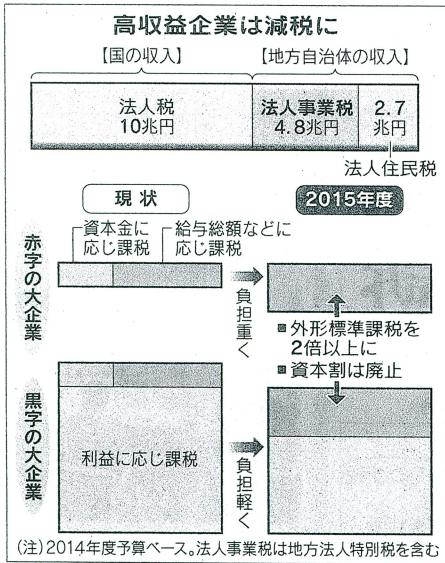 高収益企業は減税に
【国の収入】
【地方自治体の収入】
法人税
10兆円
法人事業税
4.8兆円
2.7
兆円
法人住民税
現状
2015年度
資本金に
応じ課税
給与総額などに
応じ課税
赤字の大企業
負担重く
■外形標準課税を
2倍以上に
■資本割は廃止
黒字の大企業
利益に応じ課税
負担軽く
(注)2014年度予算ベース。法人事業税は地方法人特別税を含む